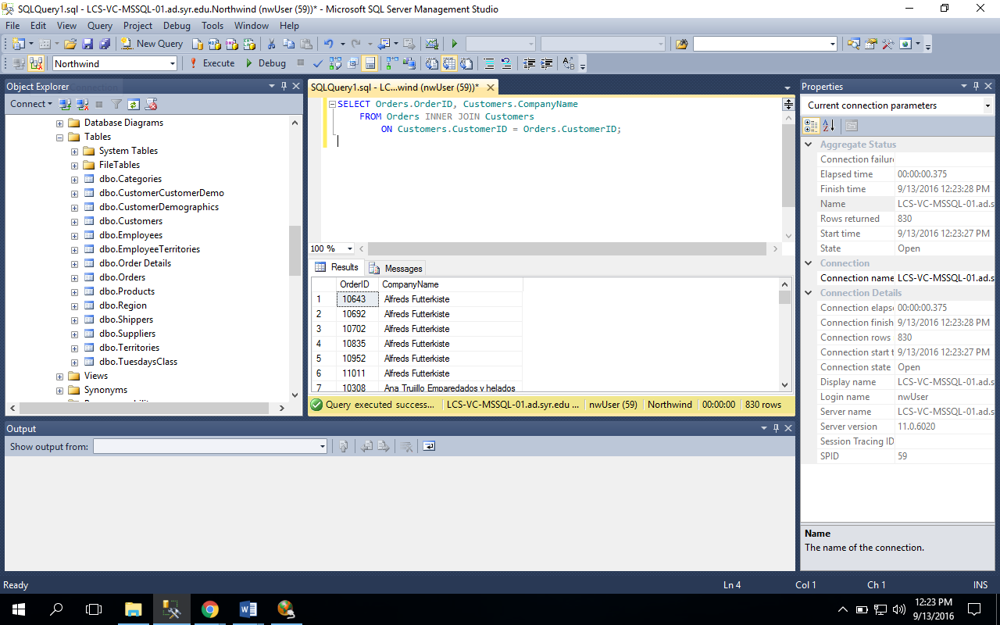 SQLQuery1.sql - LCS-VC-MSSQL-01.ad.syr.edu.Northwind (nwUser (59))* - Microsoft SQL Server Management Studio
File Edit View Query Project Debug Tools Window Help
New Query
Northwind Execute Debug
Object Explorer
Connect
Database Diagrams
Tables
System Tables
FileTables
dbo.Categories
dbo.CustomerCustomerDemo
dbo.CustomerDemographics
dbo.Customers
dbo.Employees
dbo.EmployeeTerritories
dbo.Order Details
dbo.Orders
dbo.Products
dbo.Region
dbo.Shippers
dbo.Suppliers
dbo.Territories
dbo.TuesdaysClass
Views
Synonyms
SQLQuery1.sql - LC...wind (nwUser (59))*
SELECT Orders.OrderID, Customers.CompanyName
FROM Orders INNER JOIN Customers
ON Customers.CustomerID = Orders.CustomerID;
100 %
Results Messages
OrderID CompanyName
1 10643 Alfreds Futterkiste
2 10692 Alfreds Futterkiste
3 10702 Alfreds Futterkiste
4 10835 Alfreds Futterkiste
5 10952 Alfreds Futterkiste
6 11011 Alfreds Futterkiste
7 10308 Ana Trujillo Emparedados y helados
Query executed success... LCS-VC-MSSQL-01.ad.syr.edu ... nwUser (59) Northwind 00:00:00 830 rows
Properties
Current connection parameters
Aggregate Status
Connection failure
Elapsed time 00:00:00.375
Finish time 9/13/2016 12:23:28 PM
Name LCS-VC-MSSQL-01.ad.s
Rows returned 830
Start time 9/13/2016 12:23:27 PM
State Open
Connection
Connection name LCS-VC-MSSQL-01.ad.s
Connection Details
Connection elaps 00:00:00.375
Connection finish 9/13/2016 12:23:28 PM
Connection rows 830
Connection start t 9/13/2016 12:23:27 PM
Connection state Open
Display name LCS-VC-MSSQL-01.ad.s
Login name nwUser
Server name LCS-VC-MSSQL-01.ad.s
Server version 11.0.6020
Session Tracing ID
SPID 59
Name
The name of the connection.
Output
Show output from:
Ready Ln 4 Col 1 Ch 1 INS
12:23 PM
9/13/2016